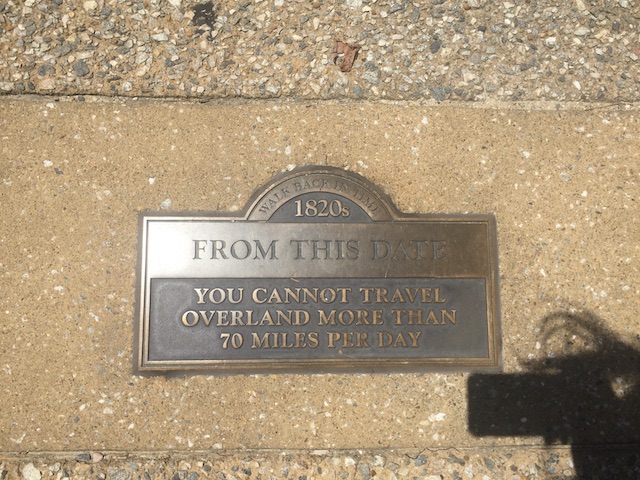 WALK BACK IN TIME
1820s
FROM THIS DATE
YOU CANNOT TRAVEL
OVERLAND MORE THAN
70 MILES PER DAY